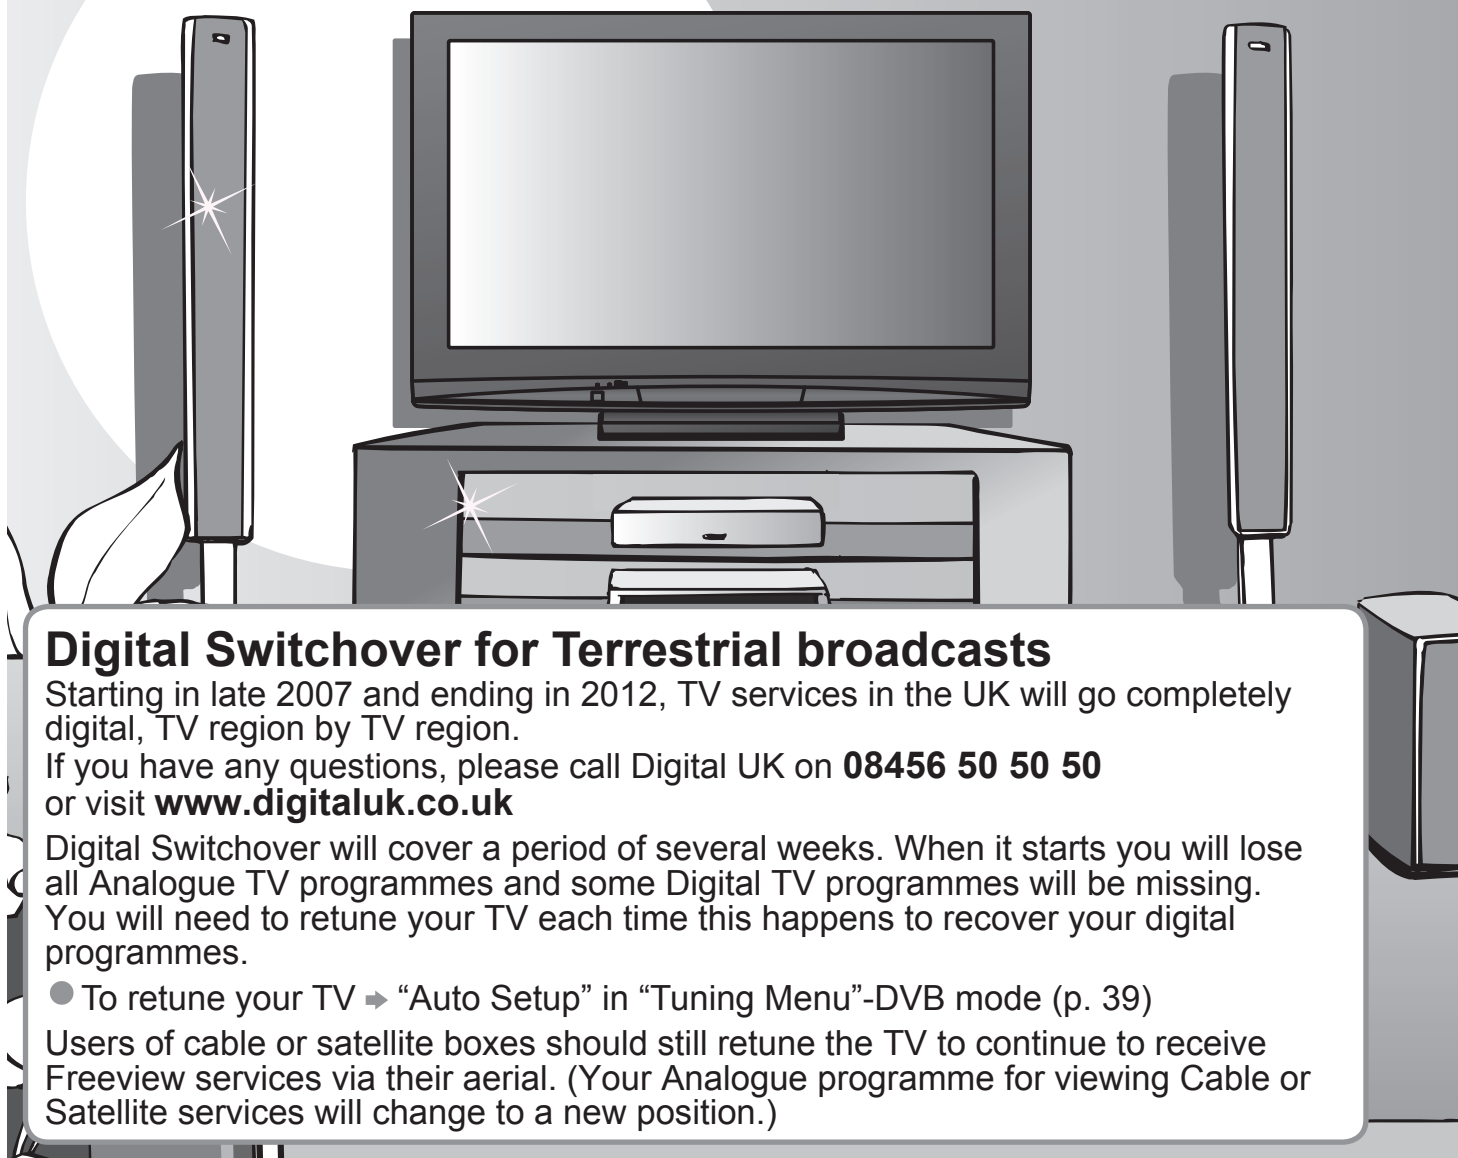 Digital Switchover for Terrestrial broadcasts
Starting in late 2007 and ending in 2012, TV services in the UK will go completely
digital, TV region by TV region.
If you have any questions, please call Digital UK on 08456 50 50 50
or visit www.digitaluk.co.uk
Digital Switchover will cover a period of several weeks. When it starts you will lose
all Analogue TV programmes and some Digital TV programmes will be missing.
You will need to retune your TV each time this happens to recover your digital
programmes.
● To retune your TV ➡ “Auto Setup” in “Tuning Menu”-DVB mode (p. 39)
Users of cable or satellite boxes should still retune the TV to continue to receive
Freeview services via their aerial. (Your Analogue programme for viewing Cable or
Satellite services will change to a new position.)